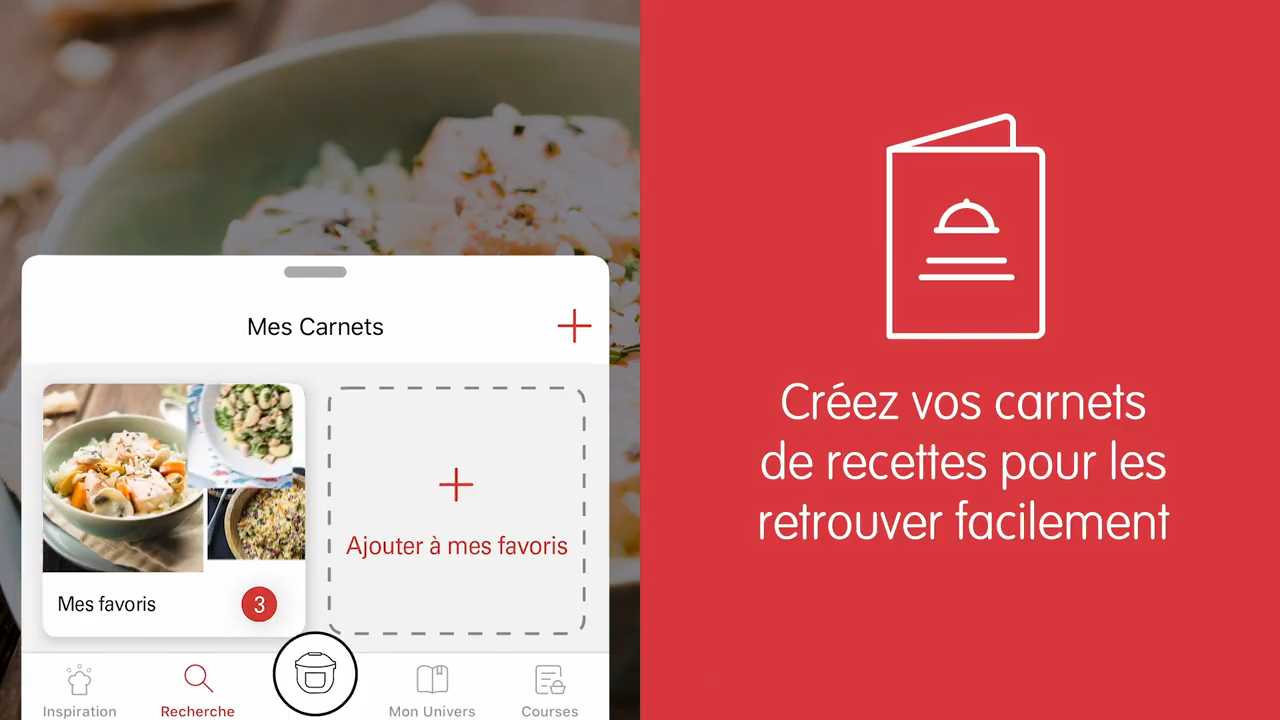 Mes Carnets
Ajouter à mes favoris
Mes favoris
3
Inspiration
Recherche
Mon Univers
Courses
Créez vos carnets
de recettes pour les
retrouver facilement